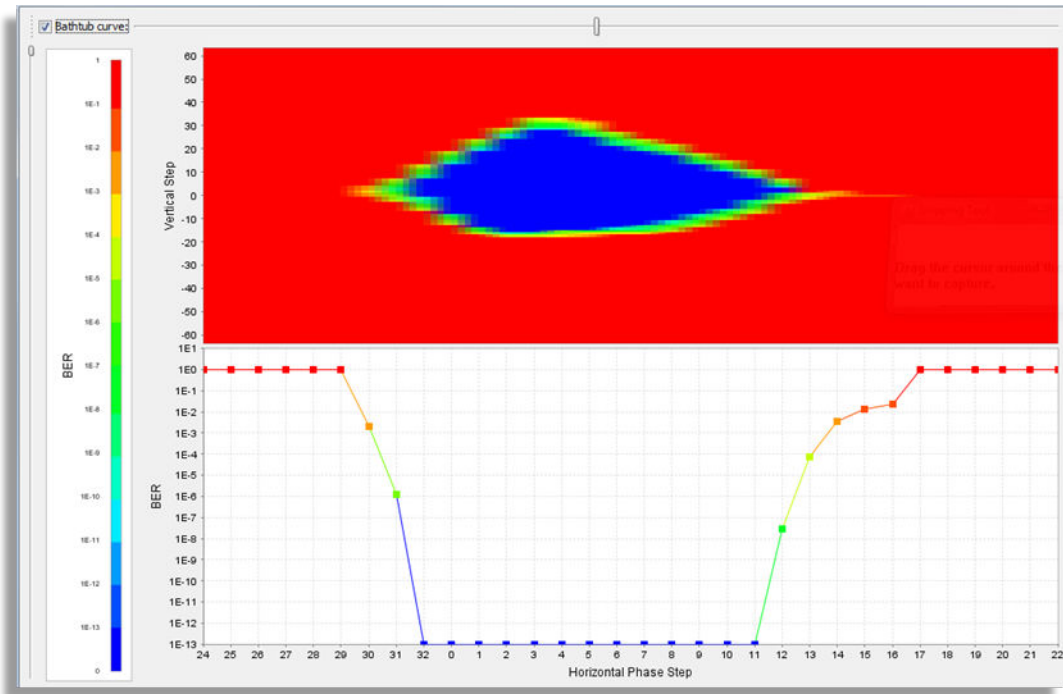 Bathtub curve:
1
1E-1
1E-2
1E-3
1E-4
1E-5
1E-6
1E-7
1E-8
1E-9
1E-10
1E-11
1E-12
1E-13
0
BER
60
50
40
30
20
10
0
-10
-20
-30
-40
-50
-60
Vertical Step
Drag the cursor around the
want to capture.
1E1
1E0
1E-1
1E-2
1E-3
1E-4
1E-5
1E-6
1E-7
1E-8
1E-9
1E-10
1E-11
1E-12
1E-13
BER
24 25 26 27 28 29 30 31 32 0 1 2 3 4 5 6 7 8 9 10 11 12 13 14 15 16 17 18 19 20 21 22
Horizontal Phase Step